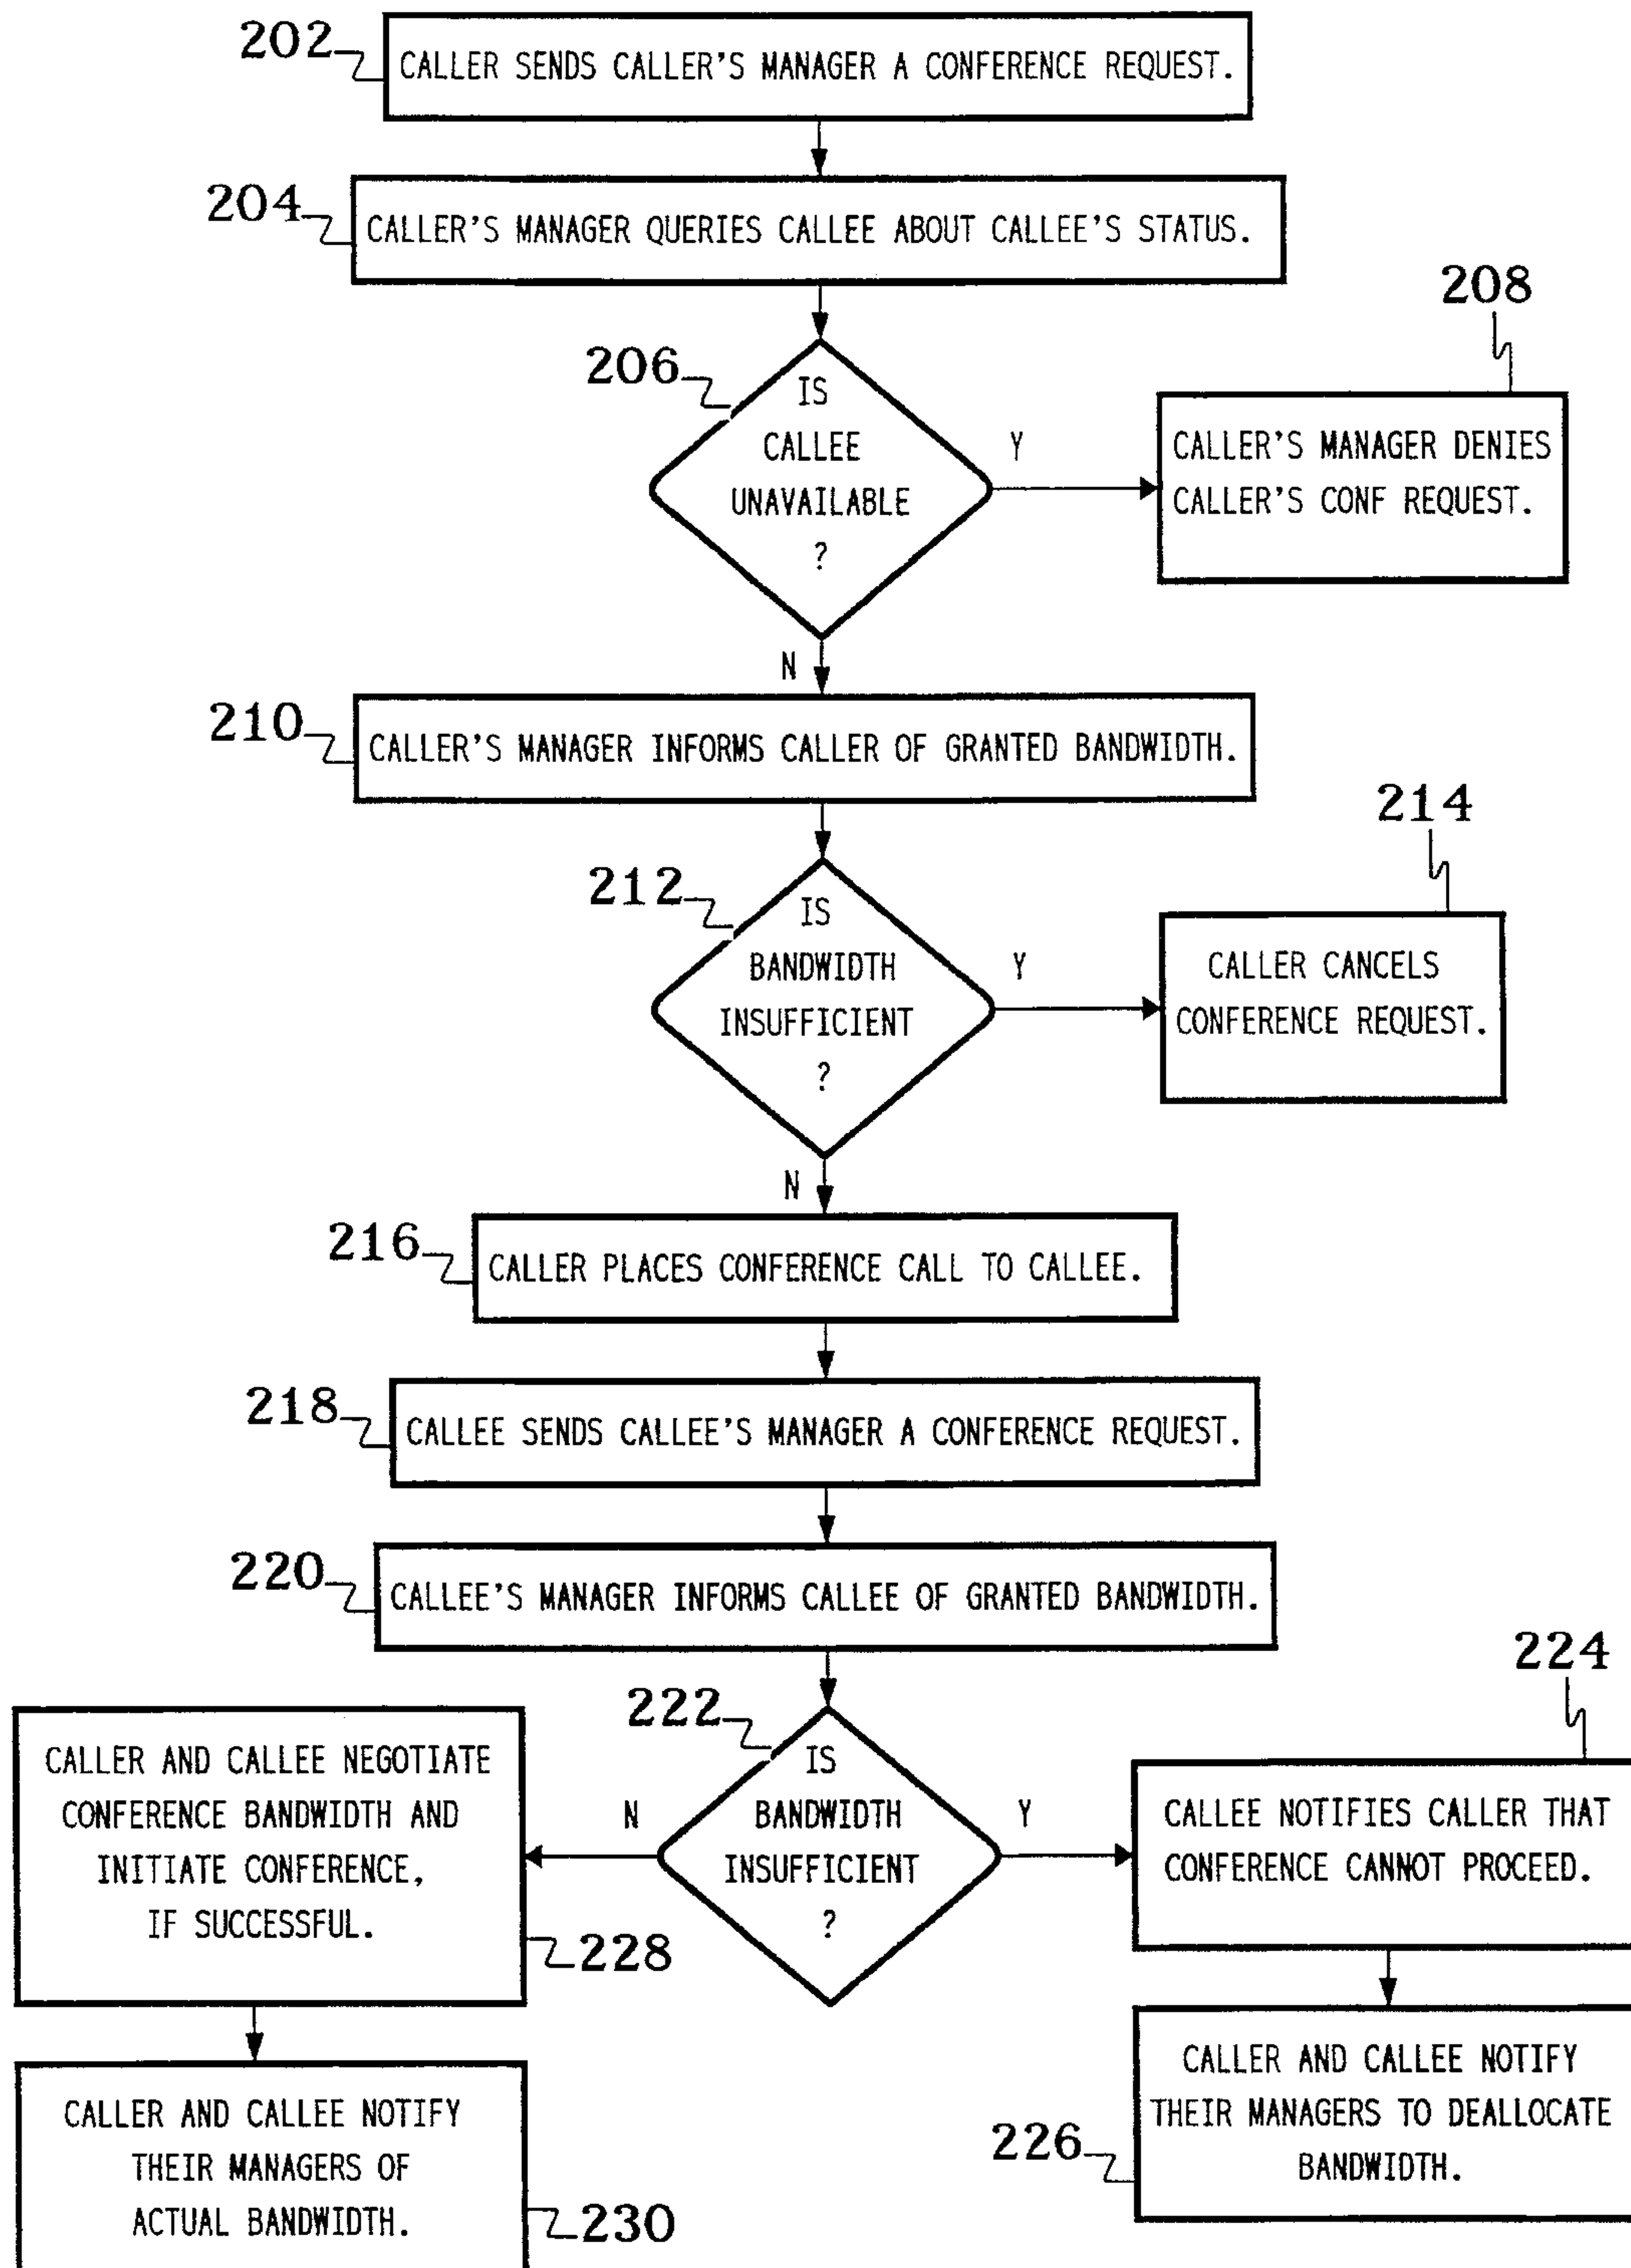 202
CALLER SENDS CALLER'S MANAGER A CONFERENCE REQUEST.
204
CALLER'S MANAGER QUERIES CALLEE ABOUT CALLEE'S STATUS.
206
IS
CALLEE
UNAVAILABLE
?
Y
208
CALLER'S MANAGER DENIES
CALLER'S CONF REQUEST.
N
210
CALLER'S MANAGER INFORMS CALLER OF GRANTED BANDWIDTH.
212
IS
BANDWIDTH
INSUFFICIENT
?
Y
214
CALLER CANCELS
CONFERENCE REQUEST.
N
216
CALLER PLACES CONFERENCE CALL TO CALLEE.
218
CALLEE SENDS CALLEE'S MANAGER A CONFERENCE REQUEST.
220
CALLEE'S MANAGER INFORMS CALLEE OF GRANTED BANDWIDTH.
222
IS
BANDWIDTH
INSUFFICIENT
?
Y
224
CALLEE NOTIFIES CALLER THAT
CONFERENCE CANNOT PROCEED.
226
CALLER AND CALLEE NOTIFY
THEIR MANAGERS TO DEALLOCATE
BANDWIDTH.
N
CALLER AND CALLEE NEGOTIATE
CONFERENCE BANDWIDTH AND
INITIATE CONFERENCE,
IF SUCCESSFUL.
228
CALLER AND CALLEE NOTIFY
THEIR MANAGERS OF
ACTUAL BANDWIDTH.
230